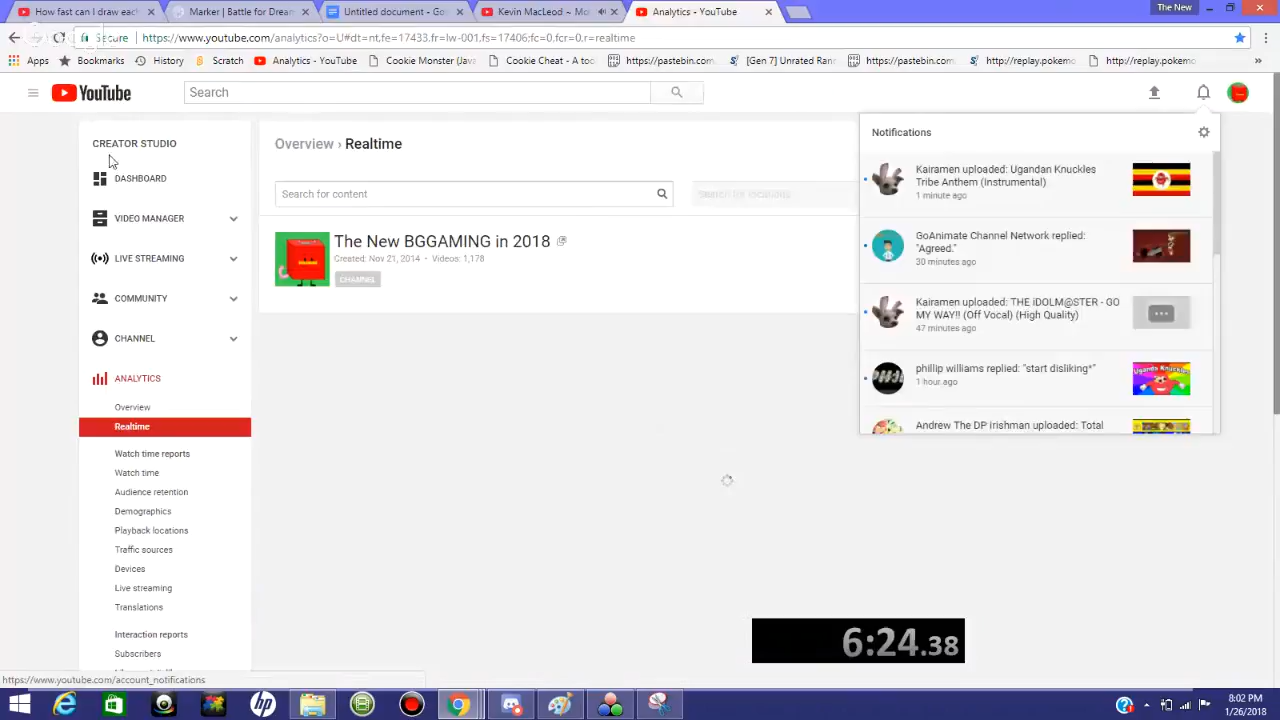 How fast can I draw eac
Marker | Battle for Drean
Untitled document - Go
Kevin MacLeod ~ Mo
Analytics - YouTube
The New
Secure
https://www.youtube.com/analytics?o=U#dt=nt,fe=17433,fr=lw-001,fs=17406;fc=0,fcr=0,r=realtime
Apps
Bookmarks
History
Scratch
Analytics - YouTube
Cookie Monster (Java
Cookie Cheat - A too
https://pastebin.com
[Gen 7] Unrated Rand
https://pastebin.com
http://replay.pokemo
http://replay.pokemo
»
YouTube
Search
CREATOR STUDIO
DASHBOARD
VIDEO MANAGER
LIVE STREAMING
COMMUNITY
CHANNEL
ANALYTICS
Overview
Realtime
Watch time reports
Watch time
Audience retention
Demographics
Playback locations
Traffic sources
Devices
Live streaming
Translations
Interaction reports
Subscribers
Overview › Realtime
Search for content
Search for locations
The New BGGAMING in 2018
Created: Nov 21, 2014 • Videos: 1,178
CHANNEL
Notifications
Kairamen uploaded: Ugandan Knuckles
Tribe Anthem (Instrumental)
1 minute ago
GoAnimate Channel Network replied:
"Agreed."
30 minutes ago
Kairamen uploaded: THE iDOLM@STER - GO
MY WAY!! (Off Vocal) (High Quality)
47 minutes ago
phillip williams replied: "start disliking*"
1 hour ago
Andrew The DP Irishman uploaded: Total
6:24.38
https://www.youtube.com/account_notifications
8:02 PM
1/26/2018